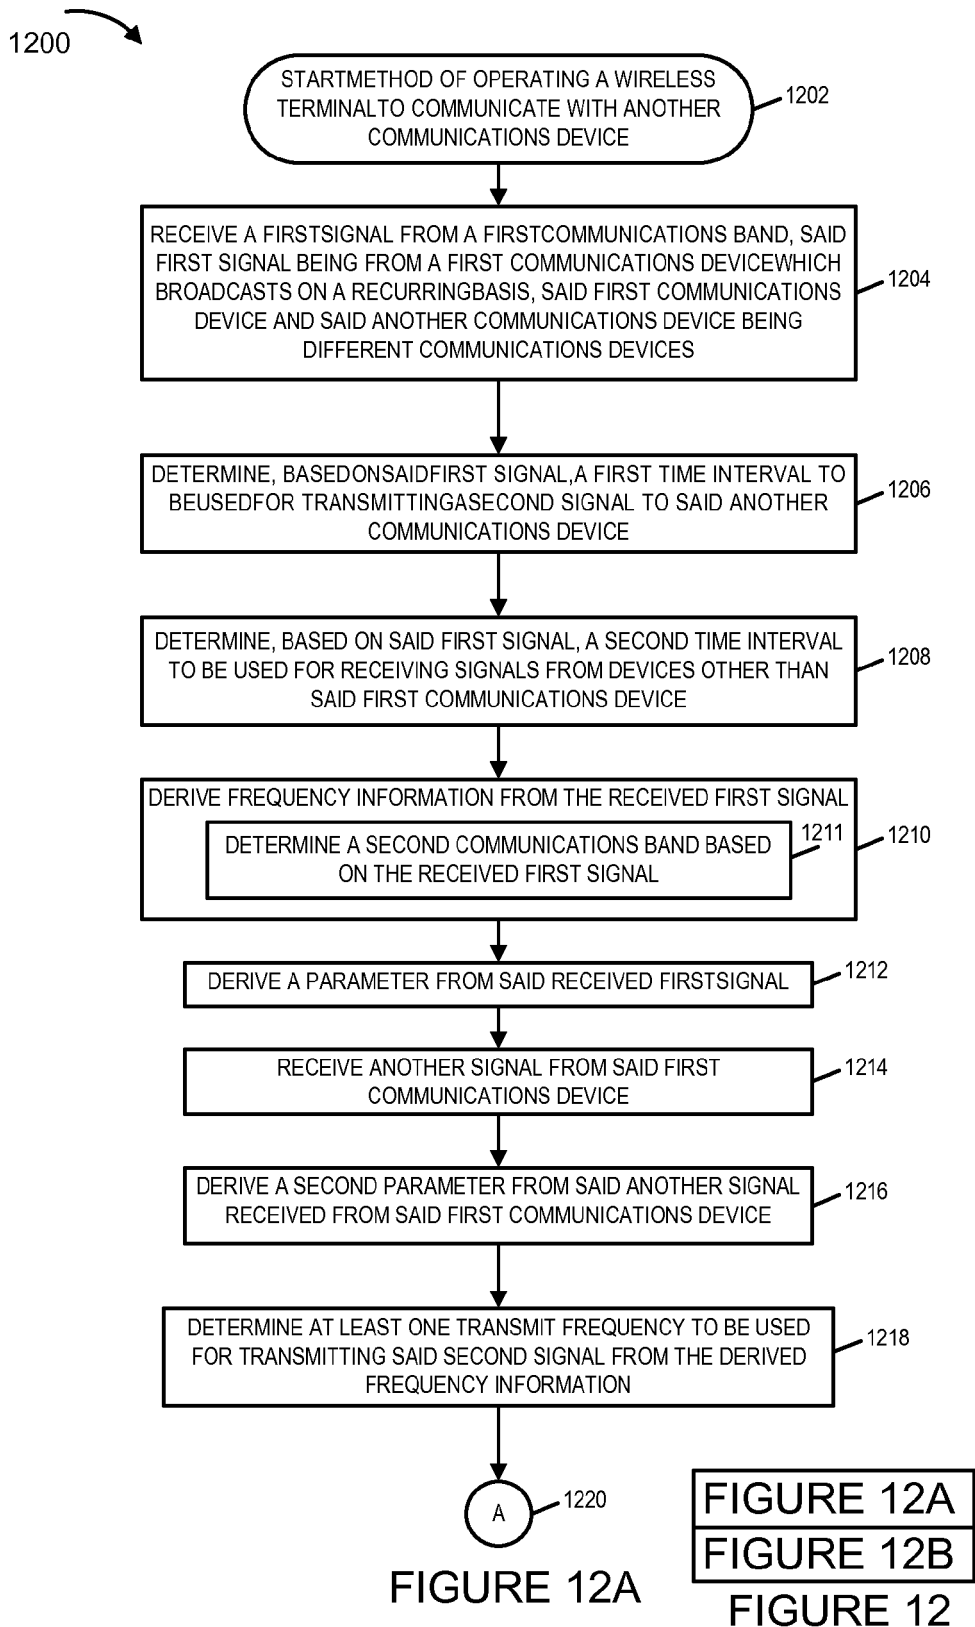 1200
STARTMETHOD OF OPERATING A WIRELESS
TERMINALTO COMMUNICATE WITH ANOTHER
COMMUNICATIONS DEVICE
1202
RECEIVE A FIRSTSIGNAL FROM A FIRSTCOMMUNICATIONS BAND, SAID
FIRST SIGNAL BEING FROM A FIRST COMMUNICATIONS DEVICEWHICH
BROADCASTS ON A RECURRINGBASIS, SAID FIRST COMMUNICATIONS
DEVICE AND SAID ANOTHER COMMUNICATIONS DEVICE BEING
DIFFERENT COMMUNICATIONS DEVICES
1204
DETERMINE, BASEDONSAIDFIRST SIGNAL,A FIRST TIME INTERVAL TO
BEUSEDFOR TRANSMITTINGASECOND SIGNAL TO SAID ANOTHER
COMMUNICATIONS DEVICE
1206
DETERMINE, BASED ON SAID FIRST SIGNAL, A SECOND TIME INTERVAL
TO BE USED FOR RECEIVING SIGNALS FROM DEVICES OTHER THAN
SAID FIRST COMMUNICATIONS DEVICE
1208
DERIVE FREQUENCY INFORMATION FROM THE RECEIVED FIRST SIGNAL
1210
DETERMINE A SECOND COMMUNICATIONS BAND BASED
ON THE RECEIVED FIRST SIGNAL
1211
DERIVE A PARAMETER FROM SAID RECEIVED FIRSTSIGNAL
1212
RECEIVE ANOTHER SIGNAL FROM SAID FIRST
COMMUNICATIONS DEVICE
1214
DERIVE A SECOND PARAMETER FROM SAID ANOTHER SIGNAL
RECEIVED FROM SAID FIRST COMMUNICATIONS DEVICE
1216
DETERMINE AT LEAST ONE TRANSMIT FREQUENCY TO BE USED
FOR TRANSMITTING SAID SECOND SIGNAL FROM THE DERIVED
FREQUENCY INFORMATION
1218
A
1220
FIGURE 12A
FIGURE 12A
FIGURE 12B
FIGURE 12